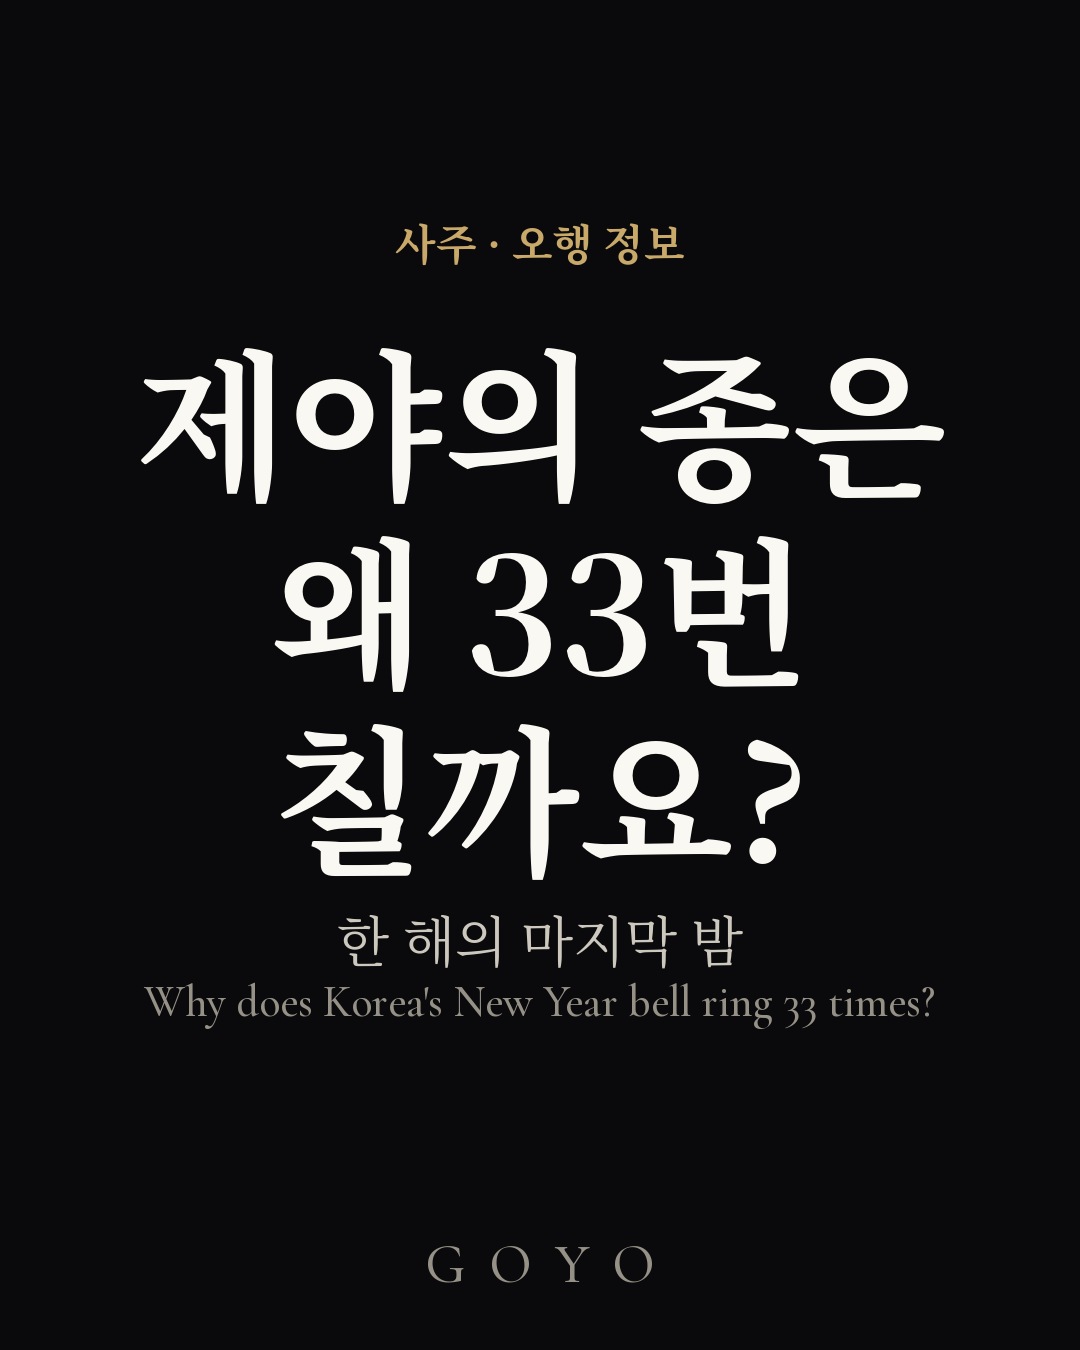 사주 · 오행 정보
제야의 종은
왜 33번
칠까요?
한 해의 마지막 밤
Why does Korea's New Year bell ring 33 times?
GOYO